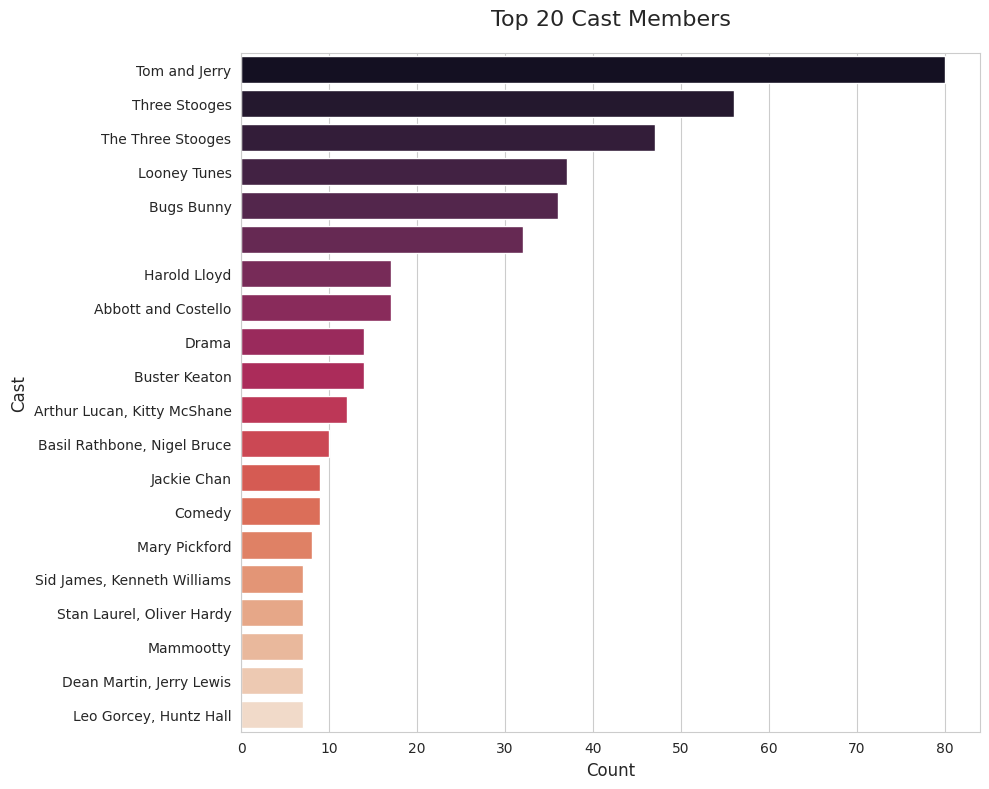 Top 20 Cast Members
Cast
Tom and Jerry
Three Stooges
The Three Stooges
Looney Tunes
Bugs Bunny
Harold Lloyd
Abbott and Costello
Drama
Buster Keaton
Arthur Lucan, Kitty McShane
Basil Rathbone, Nigel Bruce
Jackie Chan
Comedy
Mary Pickford
Sid James, Kenneth Williams
Stan Laurel, Oliver Hardy
Mammootty
Dean Martin, Jerry Lewis
Leo Gorcey, Huntz Hall
0 10 20 30 40 50 60 70 80
Count